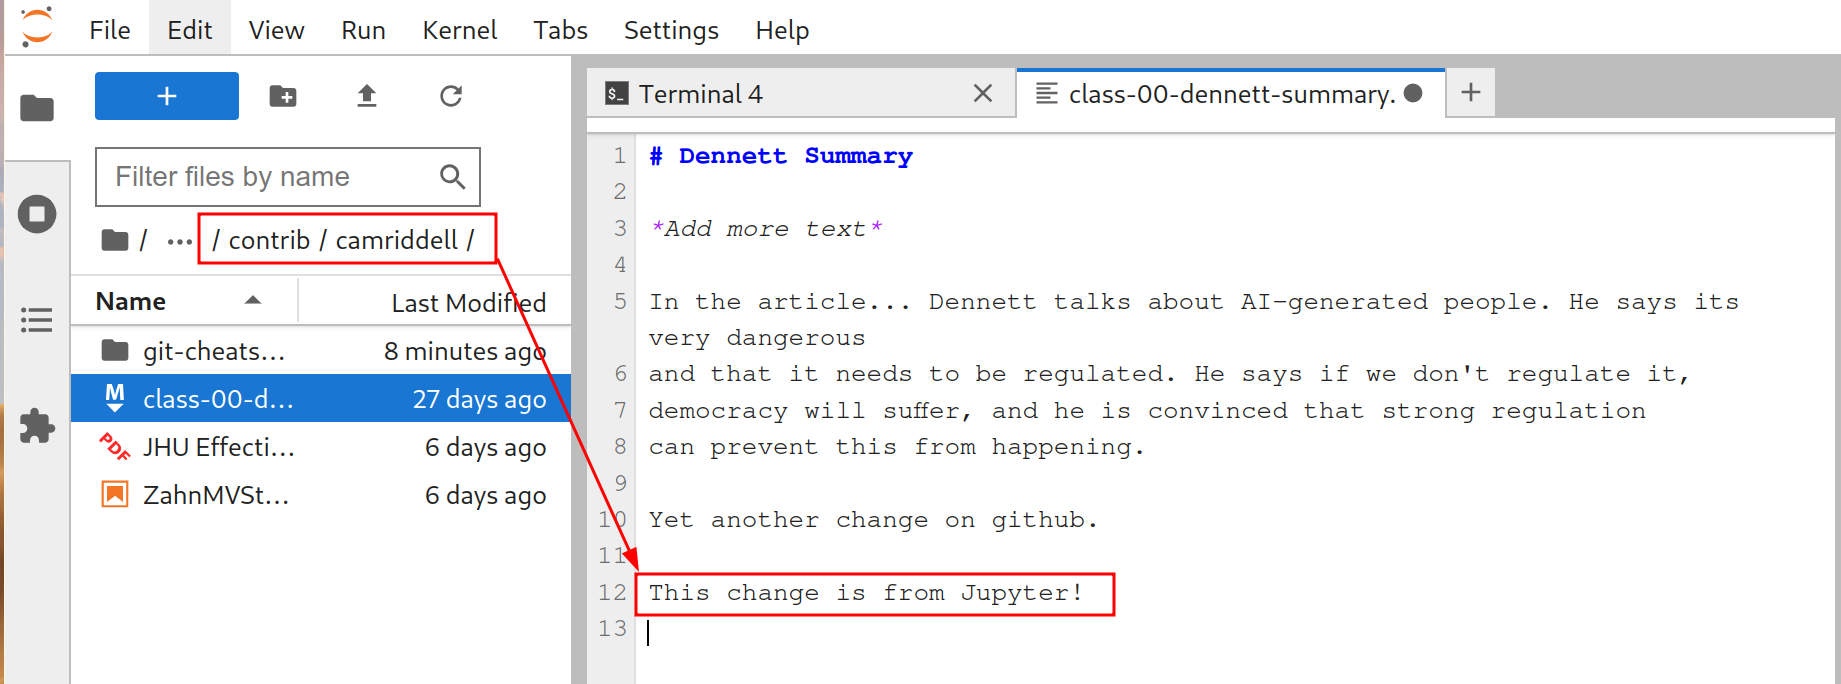 File Edit View Run Kernel Tabs Settings Help
Filter files by name
/ ... / contrib / camriddell /
Name Last Modified
git-cheats... 8 minutes ago
class-00-d... 27 days ago
PDF JHU Effecti... 6 days ago
ZahnMVSt... 6 days ago
$_ Terminal 4
class-00-dennett-summary.
1 # Dennett Summary
2
3 *Add more text*
4
5 In the article... Dennett talks about AI-generated people. He says its
very dangerous
6 and that it needs to be regulated. He says if we don't regulate it,
7 democracy will suffer, and he is convinced that strong regulation
8 can prevent this from happening.
9
10 Yet another change on github.
11
12 This change is from Jupyter!
13